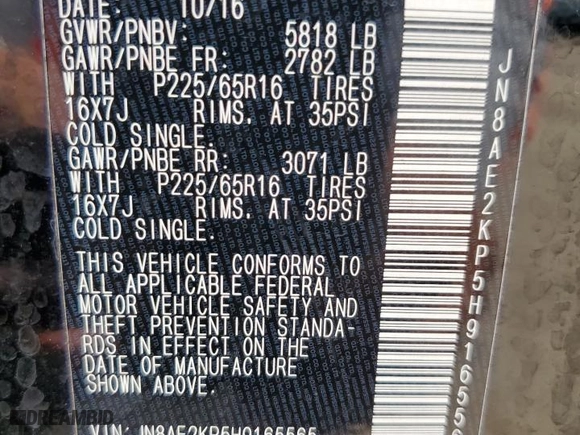 DATE: 10/16
GVWR/PNBV: 5818 LB
GAWR/PNBE FR: 2782 LB
WITH P225/65R16 TIRES
16X7J RIMS. AT 35PSI
COLD SINGLE.
GAWR/PNBE RR: 3071 LB
WITH P225/65R16 TIRES
16X7J RIMS. AT 35PSI
COLD SINGLE.
THIS VEHICLE CONFORMS TO
ALL APPLICABLE FEDERAL
MOTOR VEHICLE SAFETY AND
THEFT PREVENTION STANDA-
RDS IN EFFECT ON THE
DATE OF MANUFACTURE
SHOWN ABOVE.
VIN: JN8AE2KP5H9165565
JN8AE2KP5H91655
DREAMBID